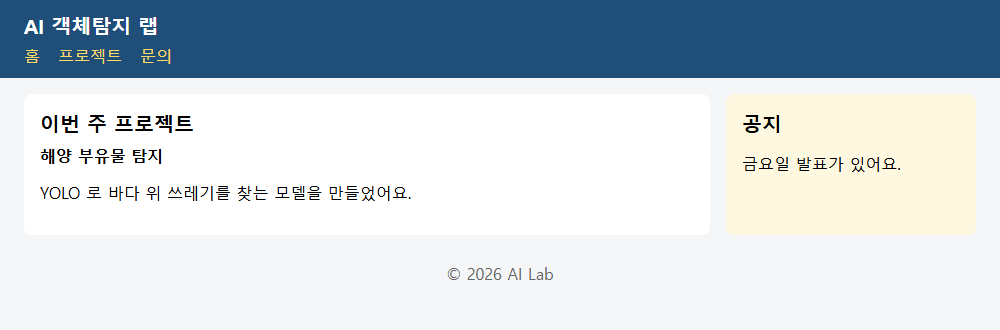 AI 객체탐지 랩
홈 프로젝트 문의
이번 주 프로젝트
해양 부유물 탐지
YOLO 로 바다 위 쓰레기를 찾는 모델을 만들었어요.
공지
금요일 발표가 있어요.
© 2026 AI Lab